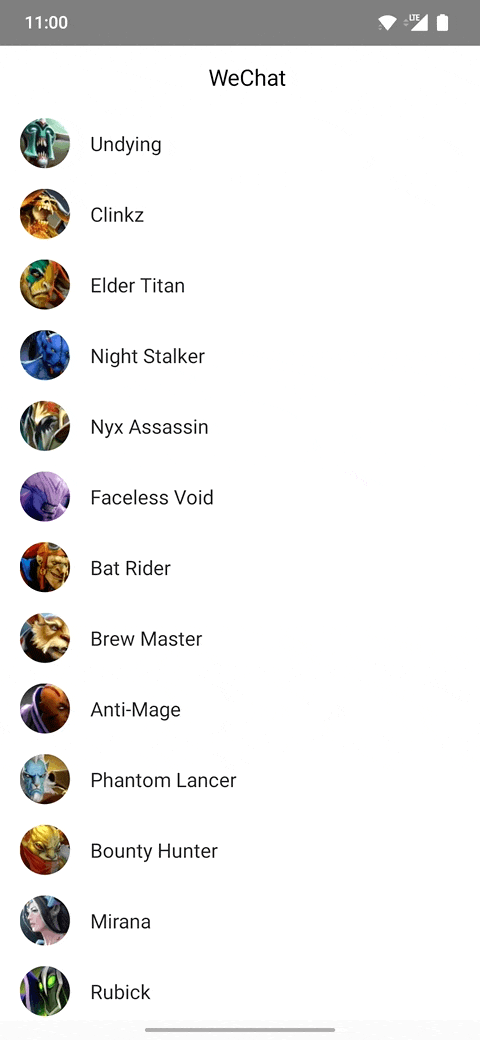 11:00
LTE
WeChat
Undying
Clinkz
Elder Titan
Night Stalker
Nyx Assassin
Faceless Void
Bat Rider
Brew Master
Anti-Mage
Phantom Lancer
Bounty Hunter
Mirana
Rubick